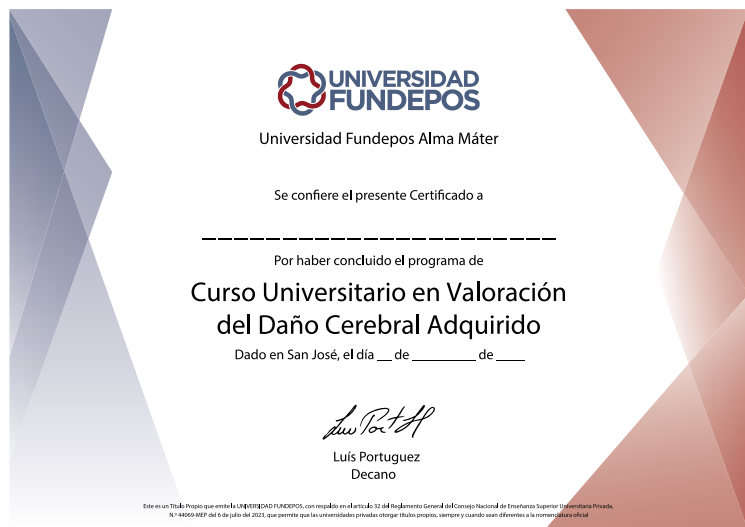 UNIVERSIDAD
FUNDEPOS
Universidad Fundepos Alma Máter
Se confiere el presente Certificado a
Por haber concluido el programa de
Curso Universitario en Valoración
del Daño Cerebral Adquirido
Dado en San José, el día __ de ________ de ____
Luís Portuguez
Decano
Este es un Título Propio que emite la UNIVERSIDAD FUNDEPOS, con respaldo en el artículo 32 del Reglamento General del Consejo Nacional de Enseñanza Superior Universitaria Privada,
N.º 44069-MEP del 6 de julio del 2023, que permite que las universidades privadas otorgar títulos propios, siempre y cuando sean diferentes a la nomenclatura oficial